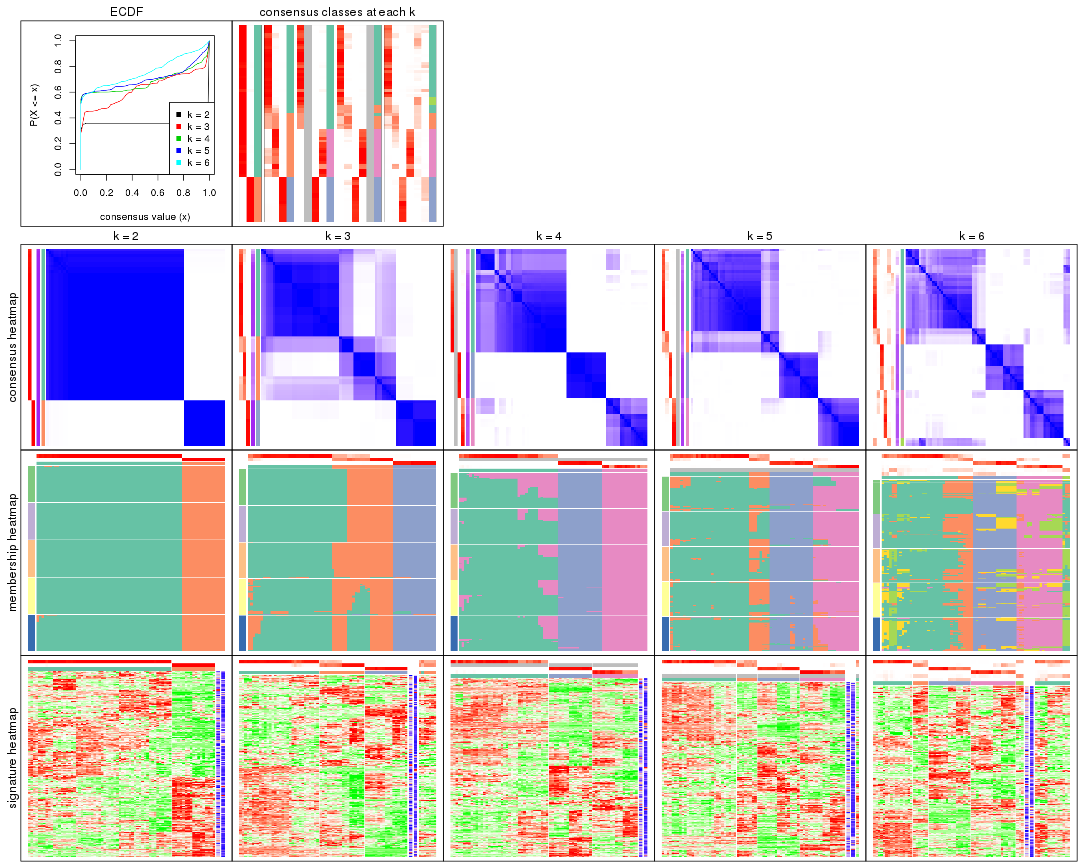 ECDF
consensus classes at each k
P(X <= x)
0.0 0.2 0.4 0.6 0.8 1.0
k = 2
k = 3
k = 4
k = 5
k = 6
0.0 0.2 0.4 0.6 0.8 1.0
consensus value (x)
k = 2
k = 3
k = 4
k = 5
k = 6
consensus heatmap
membership heatmap
signature heatmap